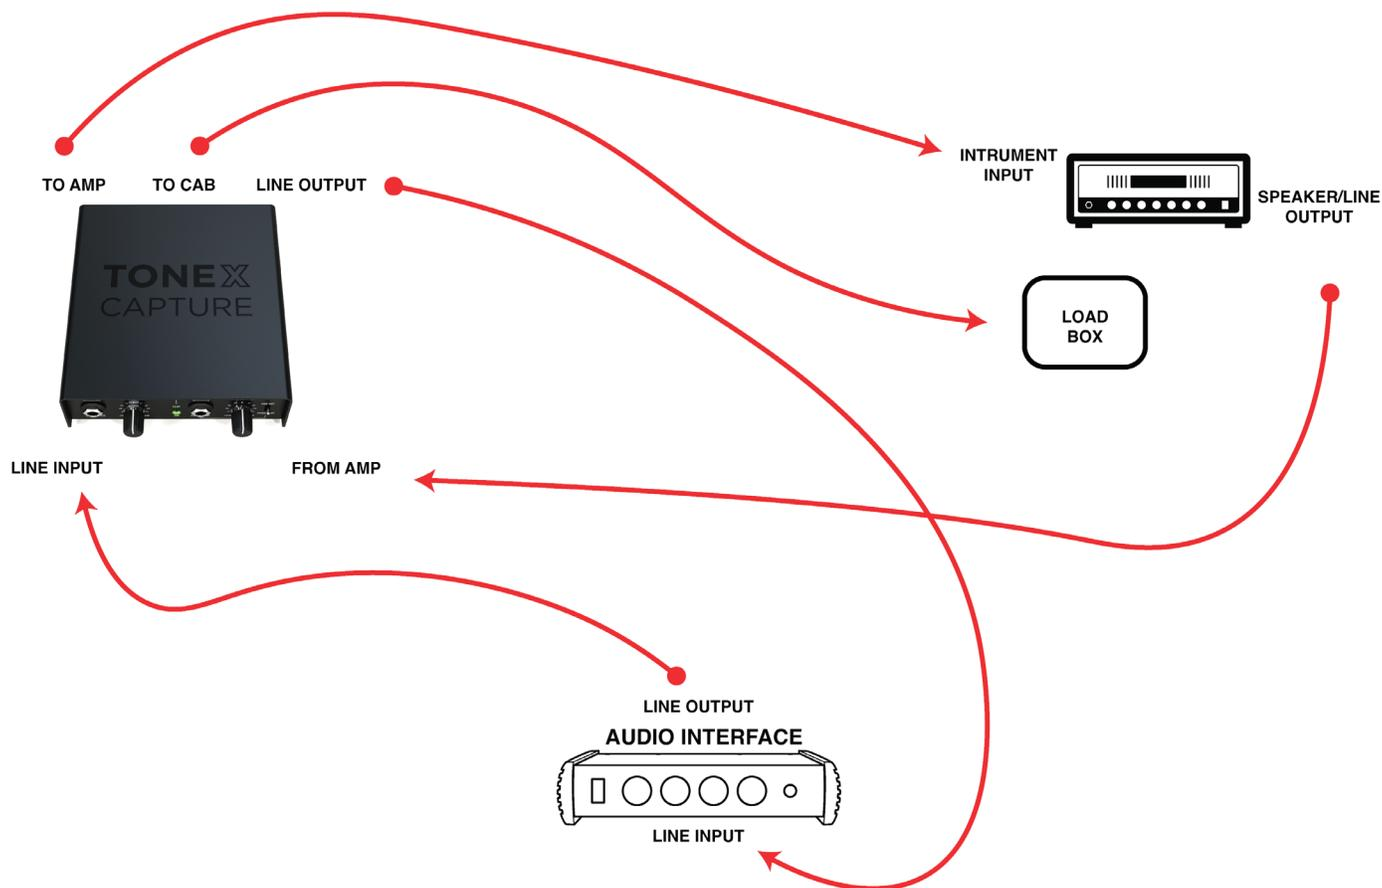 INTRUMENT
INPUT
TO AMP
TO CAB
LINE OUTPUT
SPEAKER/LINE
OUTPUT
TONEX
CAPTURE
LOAD
BOX
LINE INPUT
FROM AMP
LINE OUTPUT
AUDIO INTERFACE
LINE INPUT